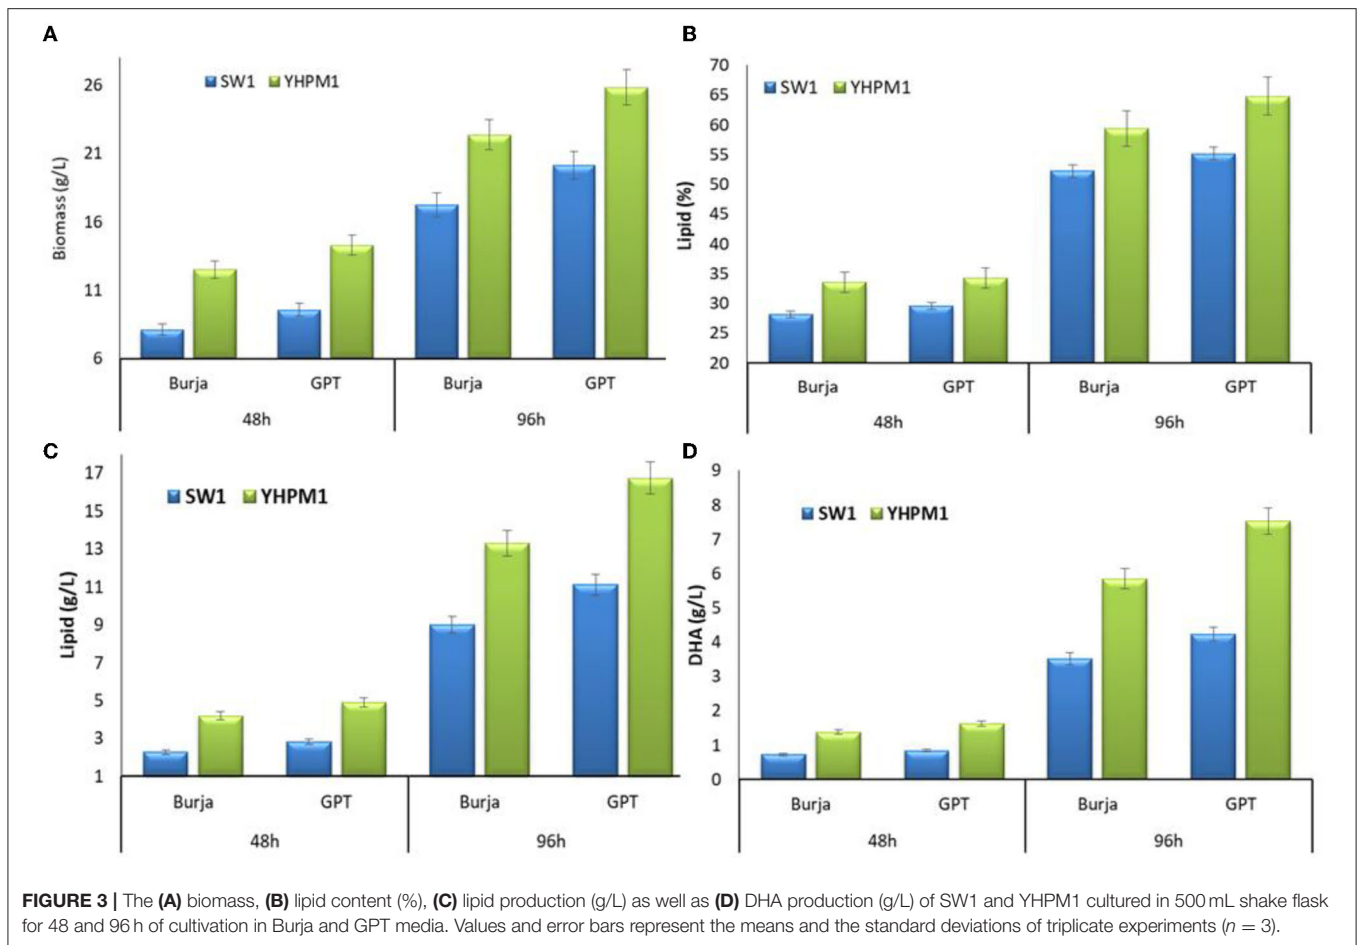 A
SW1 YHPM1
Biomass (g/L)
26
21
16
11
6
Burja GPT Burja GPT
48h 96h
B
SW1 YHPM1
Lipid (%)
70
65
60
55
50
45
40
35
30
25
20
Burja GPT Burja GPT
48h 96h
C
SW1 YHPM1
Lipid (g/L)
17
15
13
11
9
7
5
3
1
Burja GPT Burja GPT
48h 96h
D
SW1 YHPM1
DHA (g/L)
9
8
7
6
5
4
3
2
1
0
Burja GPT Burja GPT
48h 96h
FIGURE 3 | The (A) biomass, (B) lipid content (%), (C) lipid production (g/L) as well as (D) DHA production (g/L) of SW1 and YHPM1 cultured in 500 mL shake flask
for 48 and 96 h of cultivation in Burja and GPT media. Values and error bars represent the means and the standard deviations of triplicate experiments (n = 3).